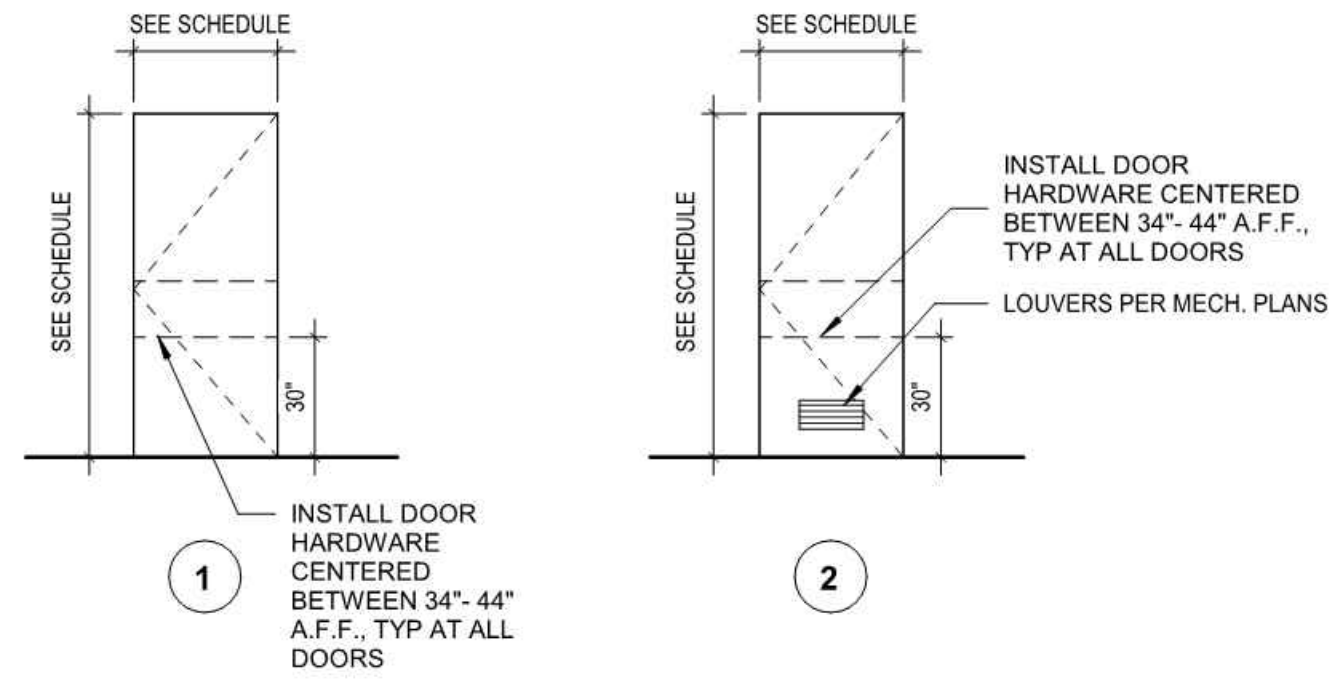 SEE SCHEDULE
SEE SCHEDULE
30"
INSTALL DOOR
HARDWARE
CENTERED
BETWEEN 34"- 44"
A.F.F., TYP AT ALL
DOORS
1
SEE SCHEDULE
SEE SCHEDULE
30"
INSTALL DOOR
HARDWARE CENTERED
BETWEEN 34"- 44" A.F.F.,
TYP AT ALL DOORS
LOUVERS PER MECH. PLANS
2